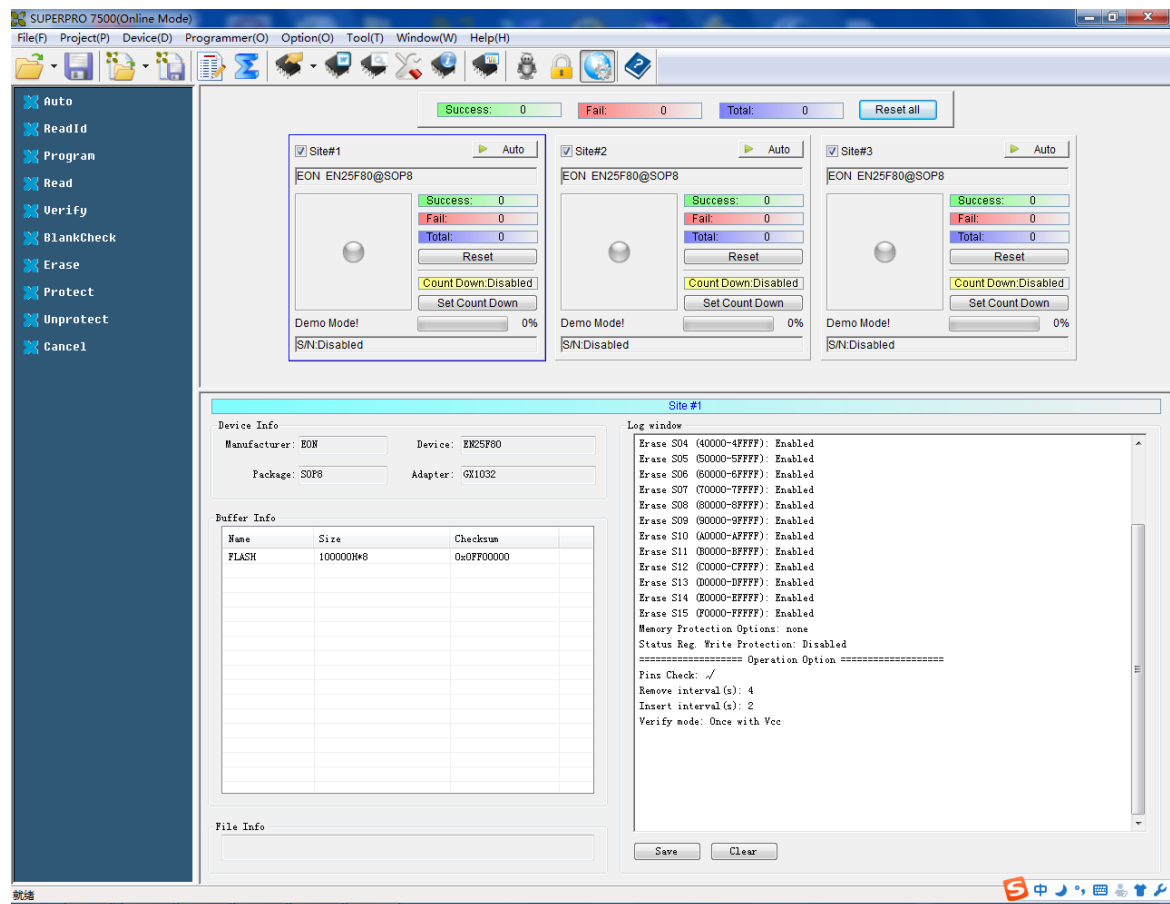 SUPERPRO 7500(Online Mode)
File(F) Project(P) Device(D) Programmer(O) Option(O) Tool(T) Window(W) Help(H)
Auto
ReadId
Program
Read
Verify
BlankCheck
Erase
Protect
Unprotect
Cancel
Success: 0 Fail: 0 Total: 0 Reset all
Site#1 Auto
EON EN25F80@SOP8
Success: 0
Fail: 0
Total: 0
Reset
Count Down:Disabled
Set Count Down
Demo Mode! 0%
S/N:Disabled
Site#2 Auto
EON EN25F80@SOP8
Success: 0
Fail: 0
Total: 0
Reset
Count Down:Disabled
Set Count Down
Demo Mode! 0%
S/N:Disabled
Site#3 Auto
EON EN25F80@SOP8
Success: 0
Fail: 0
Total: 0
Reset
Count Down:Disabled
Set Count Down
Demo Mode! 0%
S/N:Disabled
Site #1
Device Info
Manufacturer: EON Device: EN25F80
Package: SOP8 Adapter: GX1032
Buffer Info
Name Size Checksum
FLASH 100000H*8 0x0FF00000
File Info
Log window
Erase S04 (40000-4FFFF): Enabled
Erase S05 (50000-5FFFF): Enabled
Erase S06 (60000-6FFFF): Enabled
Erase S07 (70000-7FFFF): Enabled
Erase S08 (80000-8FFFF): Enabled
Erase S09 (90000-9FFFF): Enabled
Erase S10 (A0000-AFFFF): Enabled
Erase S11 (B0000-BFFFF): Enabled
Erase S12 (C0000-CFFFF): Enabled
Erase S13 (D0000-DFFFF): Enabled
Erase S14 (E0000-EFFFF): Enabled
Erase S15 (F0000-FFFFF): Enabled
Memory Protection Options: none
Status Reg. Write Protection: Disabled
=================== Operation Option ===================
Pins Check: √
Remove interval(s): 4
Insert interval(s): 2
Verify mode: Once with Vcc
Save Clear
就绪
中